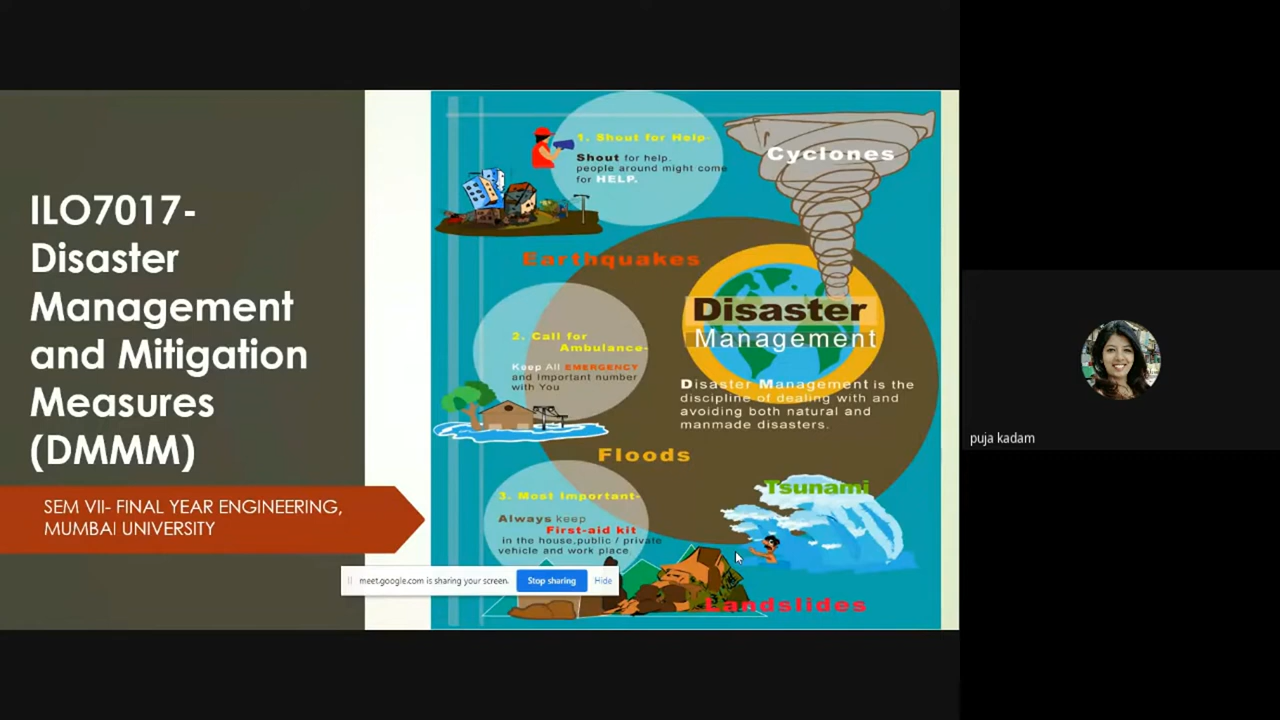 ILO7017-
Disaster
Management
and Mitigation
Measures
(DMMM)
SEM VII- FINAL YEAR ENGINEERING,
MUMBAI UNIVERSITY
1. Shout for Help-
Shout for help.
people around might come
for HELP.
Cyclones
Earthquakes
Disaster
Management
Disaster Management is the
discipline of dealing with and
avoiding both natural and
manmade disasters.
2. Call for
Ambulance-
Keep All EMERGENCY
and Important number
with You
Floods
Tsunami
3. Most Important-
Always keep
First-aid kit
in the house,public / private
vehicle and work place.
Landslides
meet.google.com is sharing your screen.
Stop sharing
Hide
puja kadam